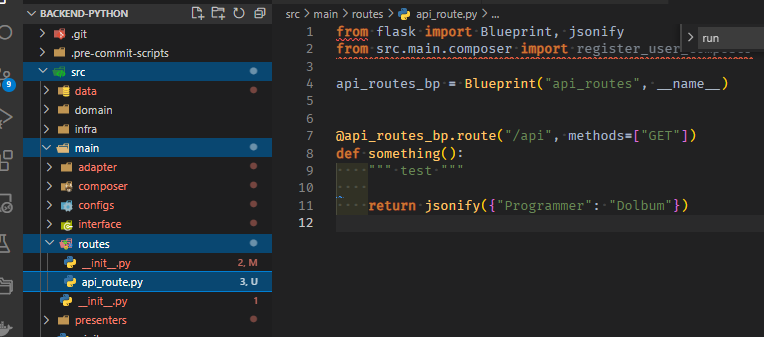 BACKEND-PYTHON
.git
.pre-commit-scripts
src
data
domain
infra
main
adapter
composer
configs
interface
routes
__init__.py 2, M
api_route.py 3, U
__init__.py 1
presenters
9
src > main > routes > api_route.py > ...
run
1 from flask import Blueprint, jsonify
2 from src.main.composer import register_user
3
4 api_routes_bp = Blueprint("api_routes", __name__)
5
6
7 @api_routes_bp.route("/api", methods=["GET"])
8 def something():
9 """ test """
10
11 return jsonify({"Programmer": "Dolbum"})
12